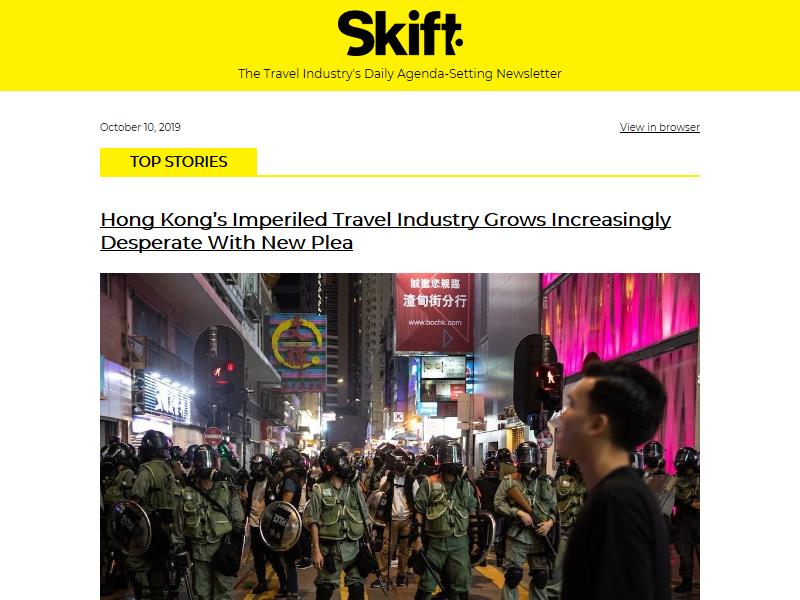 Skift
The Travel Industry's Daily Agenda-Setting Newsletter
October 10, 2019
View in browser
TOP STORIES
Hong Kong's Imperiled Travel Industry Grows Increasingly
Desperate With New Plea
誠邀您親臨
渣甸街分行
www.bochk.com
POLICE